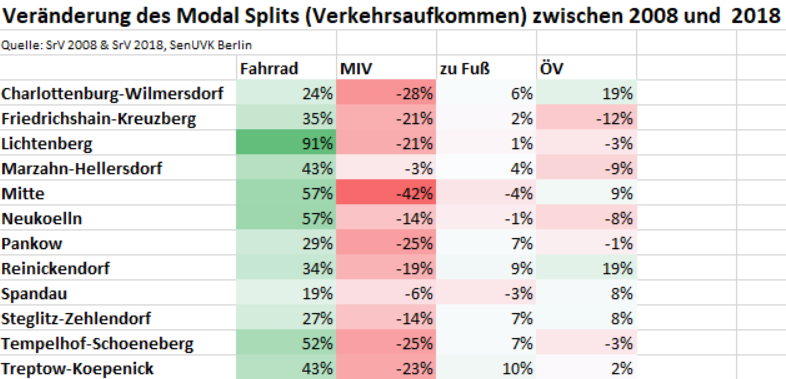 Veränderung des Modal Splits (Verkehrsaufkommen) zwischen 2008 und 2018
Quelle: SrV 2008 & SrV 2018, SenUVK Berlin
Fahrrad MIV zu Fuß ÖV
Charlottenburg-Wilmersdorf 24% -28% 6% 19%
Friedrichshain-Kreuzberg 35% -21% 2% -12%
Lichtenberg 91% -21% 1% -3%
Marzahn-Hellersdorf 43% -3% 4% -9%
Mitte 57% -42% -4% 9%
Neukoelln 57% -14% -1% -8%
Pankow 29% -25% 7% -1%
Reinickendorf 34% -19% 9% 19%
Spandau 19% -6% -3% 8%
Steglitz-Zehlendorf 27% -14% 7% 8%
Tempelhof-Schoeneberg 52% -25% 7% -3%
Treptow-Koepenick 43% -23% 10% 2%